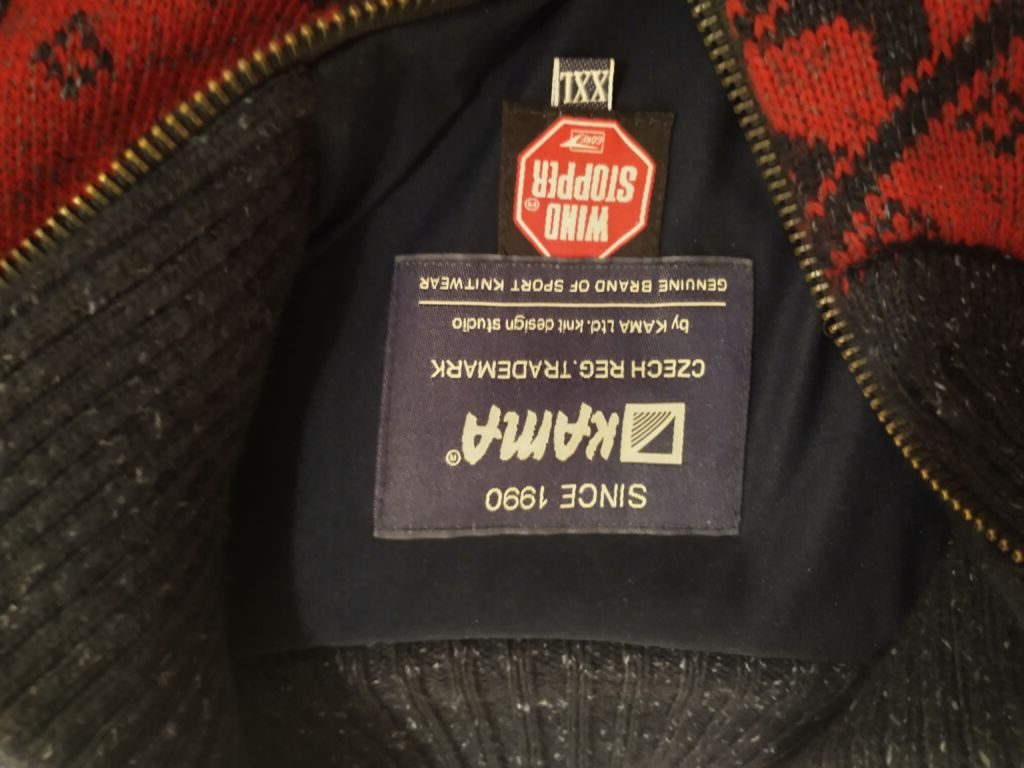 SINCE 1990
KAMA®
CZECH REG. TRADEMARK
by KAMA Ltd. knit design studio
GENUINE BRAND OF SPORT KNITWEAR
WIND
STOPPER®
GORE
XXL